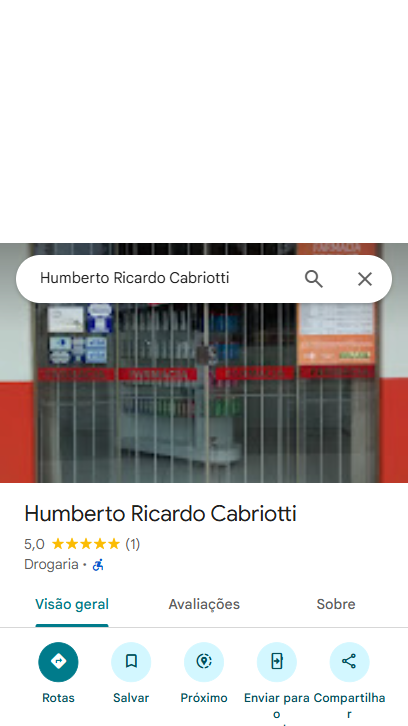 FARMÁCIA
Humberto Ricardo Cabriotti
Humberto Ricardo Cabriotti
5,0 (1)
Drogaria ·
Visão geral
Avaliações
Sobre
Rotas
Salvar
Próximo
Enviar para
o
Compartilha
r